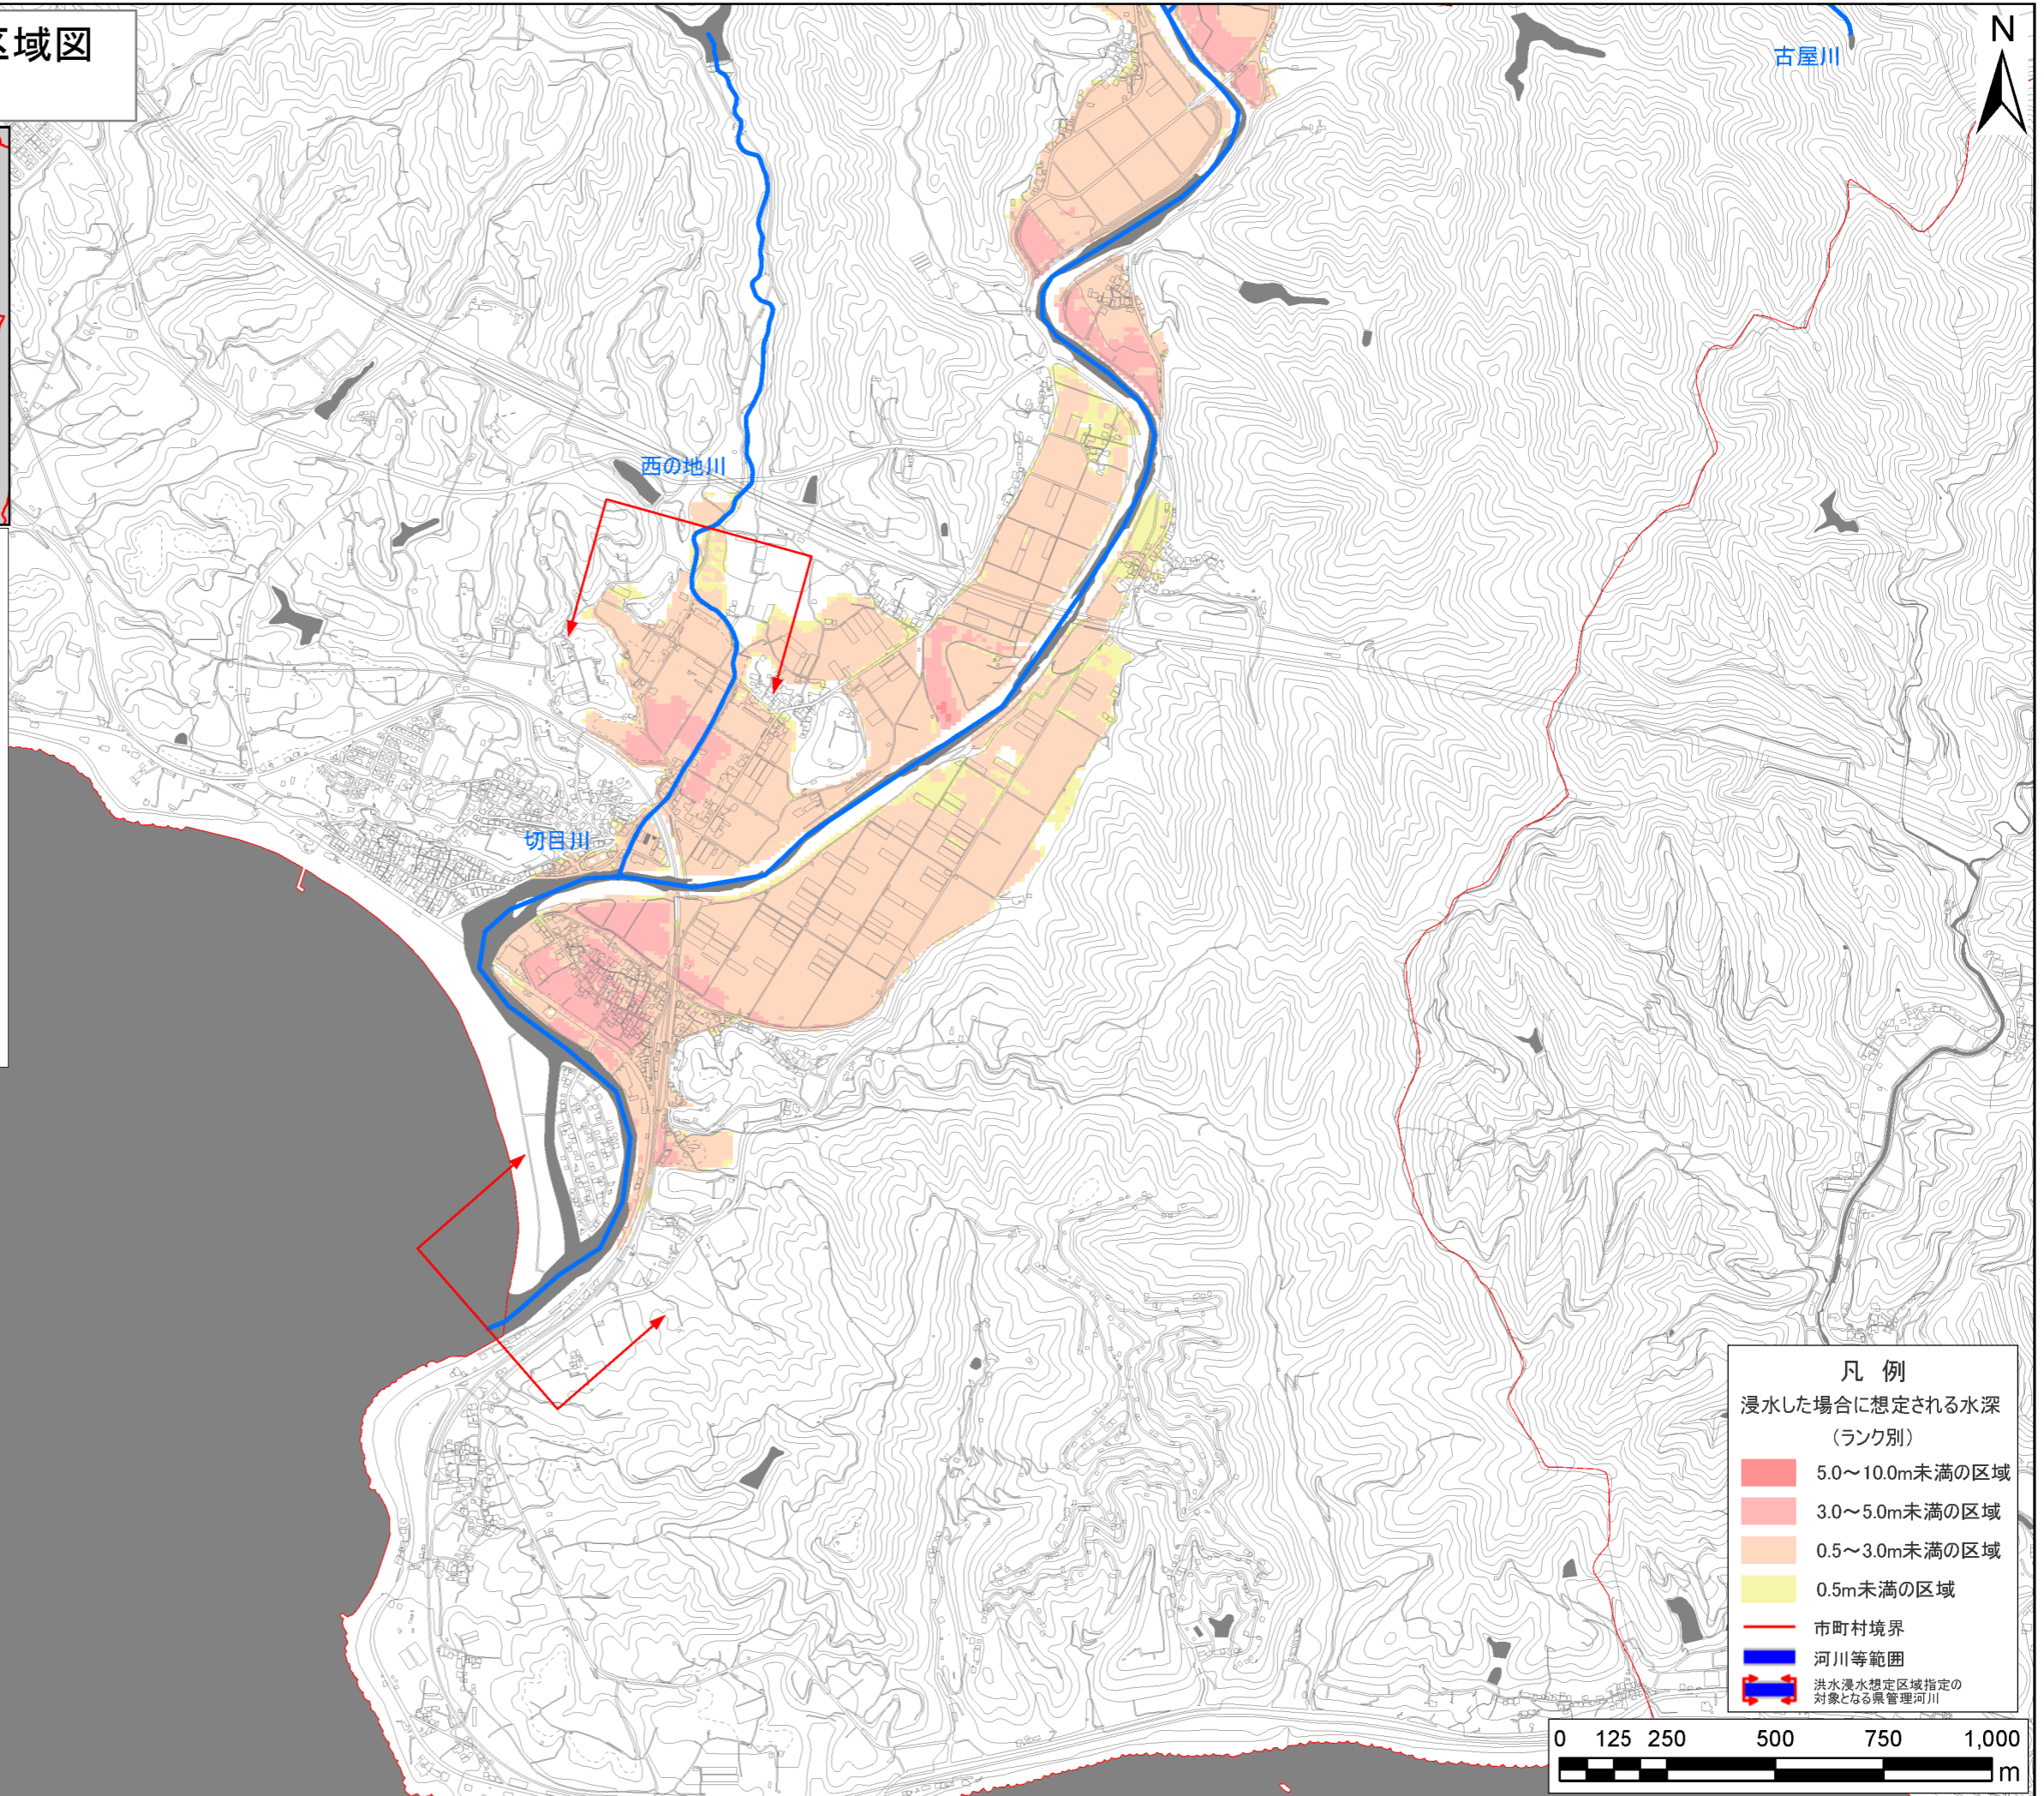 区域図
N
古屋川
西の地川
切目川
凡 例
浸水した場合に想定される水深
（ランク別）
5.0～10.0m未満の区域
3.0～5.0m未満の区域
0.5～3.0m未満の区域
0.5m未満の区域
市町村境界
河川等範囲
洪水浸水想定区域指定の
対象となる県管理河川
0 125 250 500 750 1,000
m